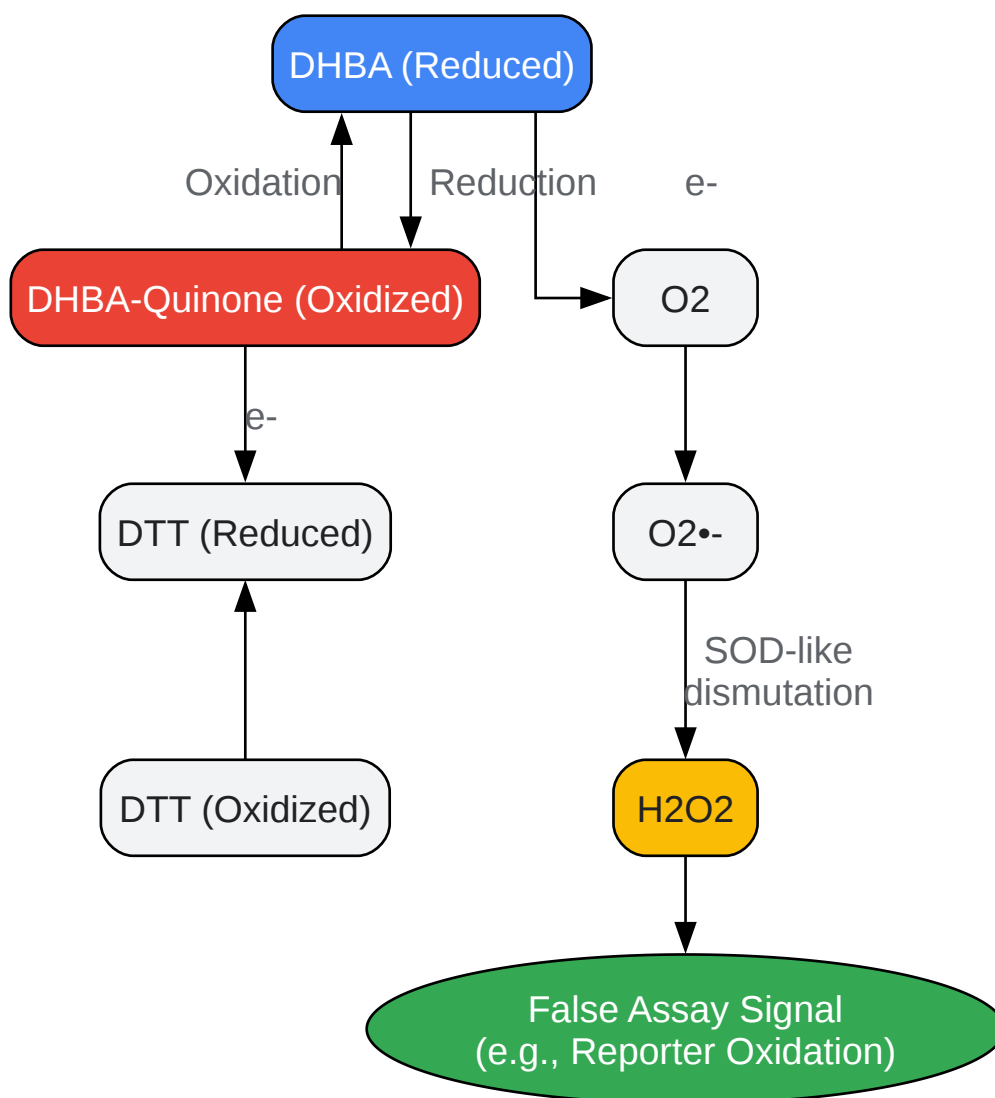 DHBA (Reduced)
Oxidation
Reduction
e-
DHBA-Quinone (Oxidized)
O2
e-
DTT (Reduced)
O2•-
SOD-like
dismutation
DTT (Oxidized)
H2O2
False Assay Signal
(e.g., Reporter Oxidation)